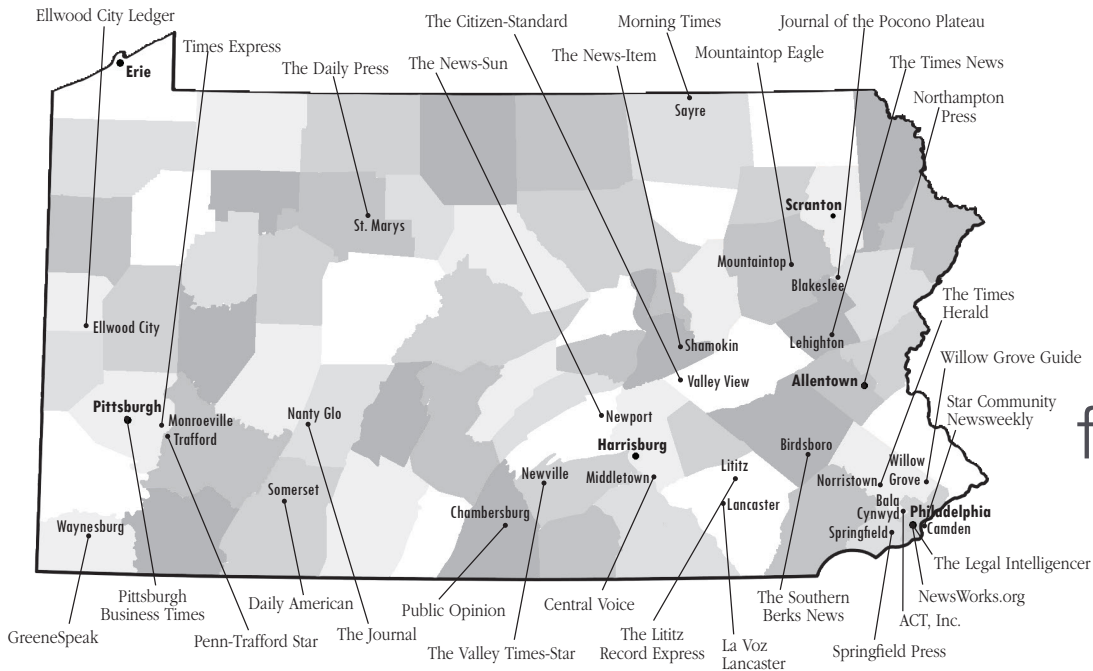 Ellwood City Ledger
The Citizen-Standard
Morning Times
Journal of the Pocono Plateau
Times Express
The News-Item
Mountaintop Eagle
The Daily Press
The News-Sun
The Times News
Erie
Northampton
Press
Sayre
Scranton
St. Marys
Mountaintop
Blakeslee
The Times
Herald
Ellwood City
Shamokin
Lehighton
Willow Grove Guide
Valley View
Allentown
Star Community
Newsweekly
Pittsburgh
Monroeville
Trafford
Nanty Glo
Newport
f
Harrisburg
Birdsboro
Willow
Grove
Newville
Middletown
Lititz
Norristown
Somerset
Lancaster
Bala
Cynwyd
Philadelphia
Chambersburg
Waynesburg
Springfield
Camden
The Legal Intelligencer
Pittsburgh
Business Times
Daily American
Public Opinion
Central Voice
The Southern
Berks News
NewsWorks.org
ACT, Inc.
GreeneSpeak
Penn-Trafford Star
The Journal
The Valley Times-Star
The Lititz
Record Express
La Voz
Lancaster
Springfield Press